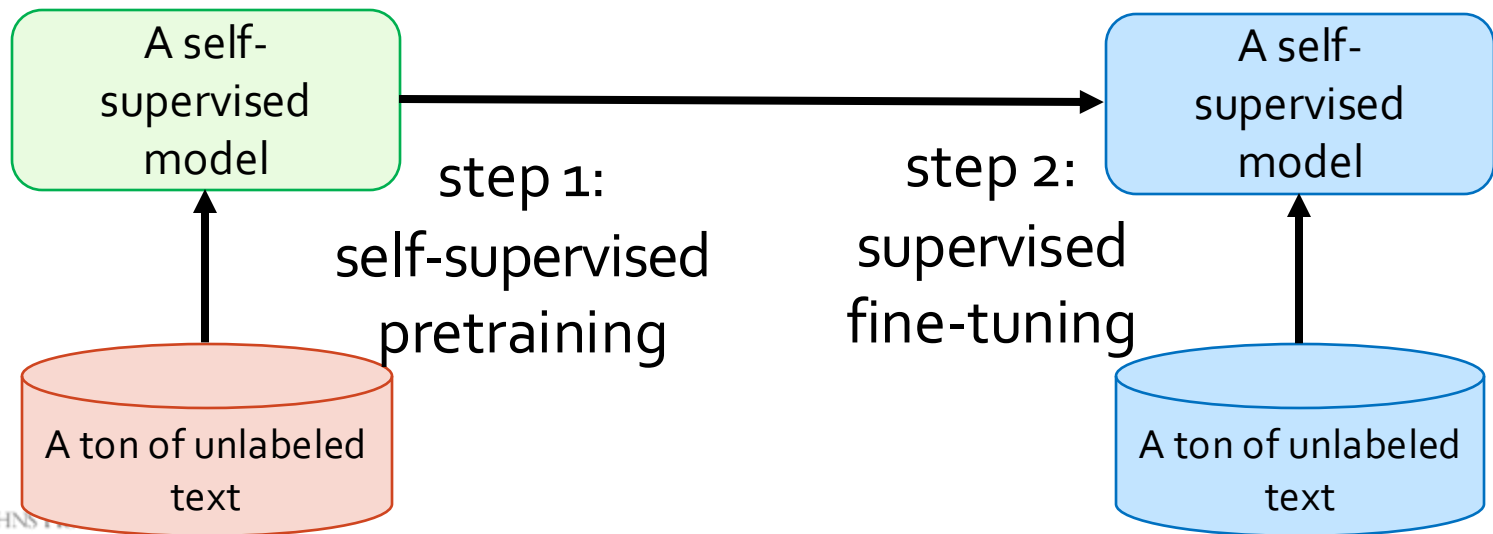 A self-
supervised
model
step 1:
self-supervised
pretraining
A ton of unlabeled
text
A self-
supervised
model
step 2:
supervised
fine-tuning
A ton of unlabeled
text